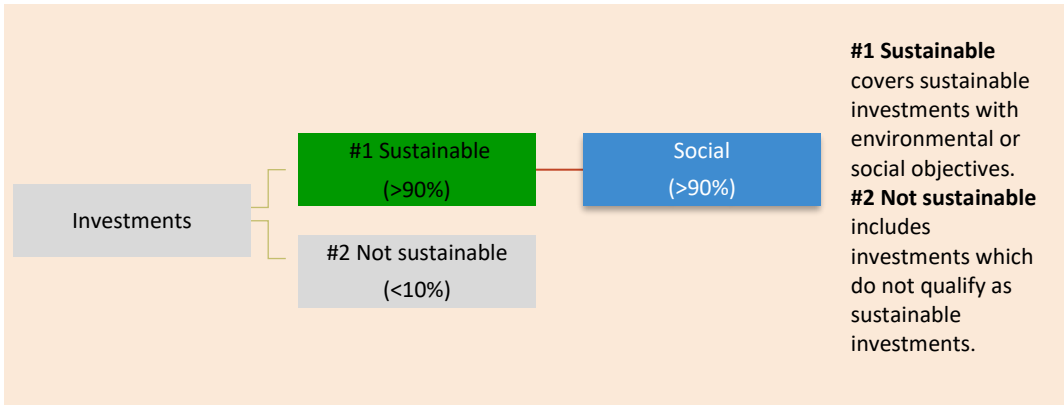 Investments
#1 Sustainable
(>90%)
#2 Not sustainable
(<10%)
Social
(>90%)
#1 Sustainable
covers sustainable
investments with
environmental or
social objectives.
#2 Not sustainable
includes
investments which
do not qualify as
sustainable
investments.